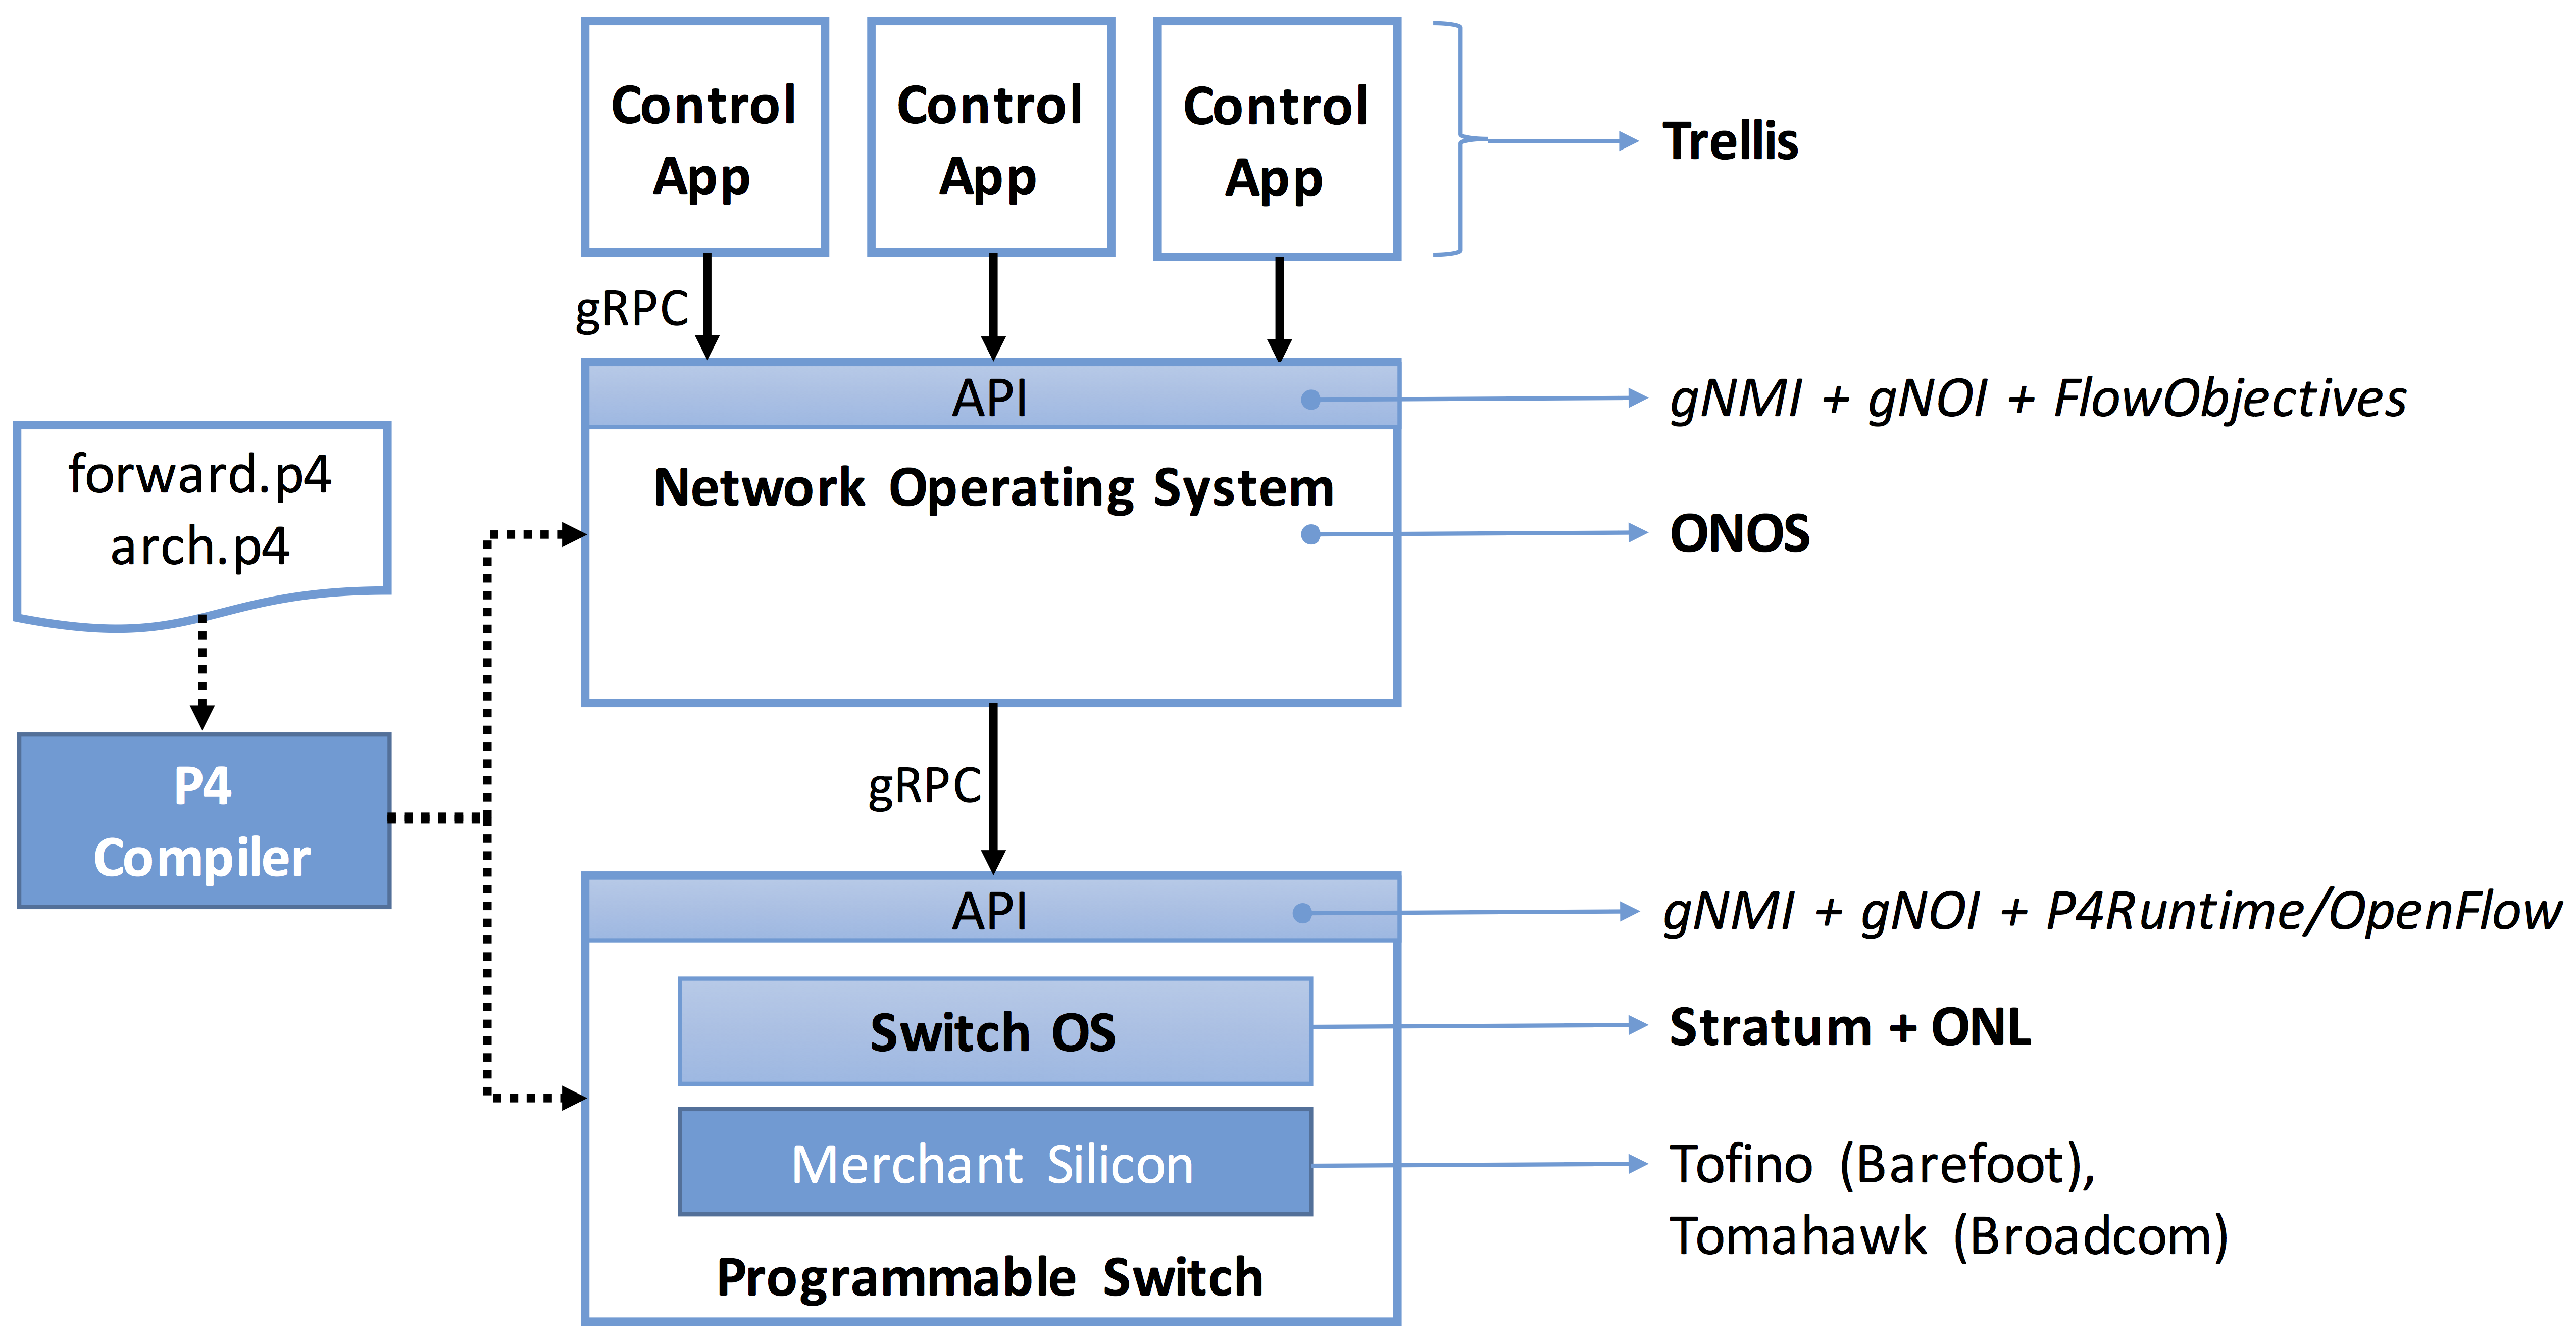 Control
App
Control
App
Control
App
Trellis
gRPC
API
gNMI + gNOI + FlowObjectives
forward.p4
arch.p4
Network Operating System
ONOS
P4
Compiler
gRPC
API
gNMI + gNOI + P4Runtime/OpenFlow
Switch OS
Stratum + ONL
Merchant Silicon
Tofino (Barefoot),
Tomahawk (Broadcom)
Programmable Switch